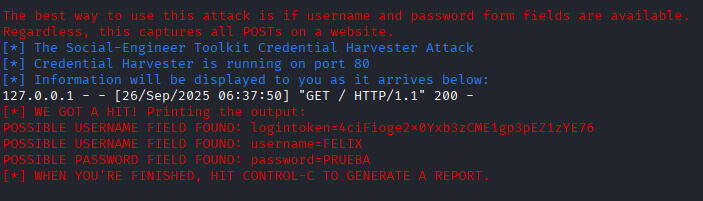 The best way to use this attack is if username and password form fields are available.
Regardless, this captures all POSTs on a website.
[*] The Social-Engineer Toolkit Credential Harvester Attack
[*] Credential Harvester is running on port 80
[*] Information will be displayed to you as it arrives below:
127.0.0.1 - - [26/Sep/2025 06:37:50] "GET / HTTP/1.1" 200 -
[*] WE GOT A HIT! Printing the output:
POSSIBLE USERNAME FIELD FOUND: logintoken=4ciFioge2×0Yxb3zCME1gp3pEZ1zYE76
POSSIBLE USERNAME FIELD FOUND: username=FELIX
POSSIBLE PASSWORD FIELD FOUND: password=PRUEBA
[*] WHEN YOU'RE FINISHED, HIT CONTROL-C TO GENERATE A REPORT.